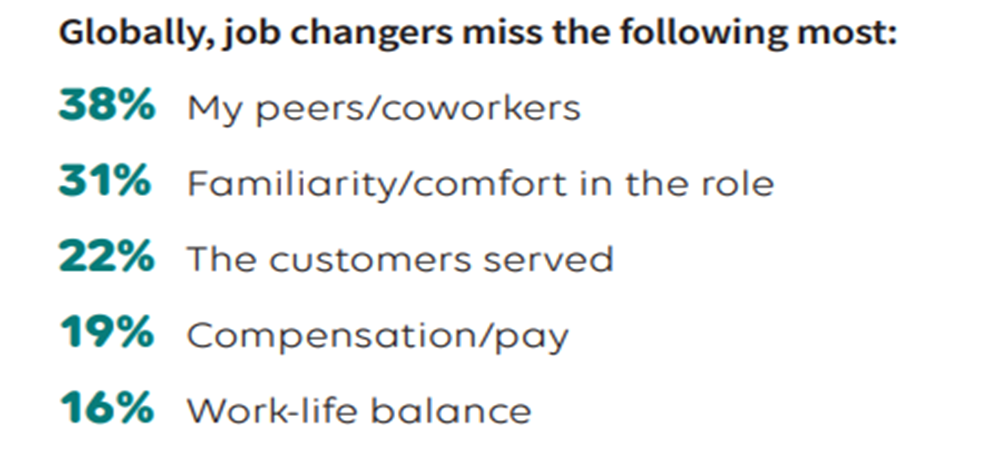 Globally, job changers miss the following most:
38% My peers/coworkers
31% Familiarity/comfort in the role
22% The customers served
19% Compensation/pay
16% Work-life balance